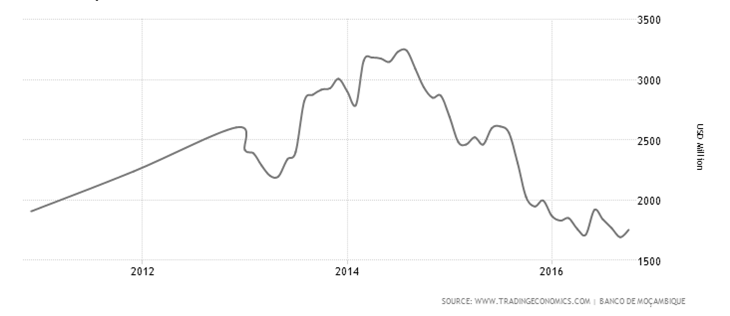 3500
3000
2500
2000
1500
USD Million
2012 2014 2016
SOURCE: WWW.TRADINGECONOMICS.COM | BANCO DE MOÇAMBIQUE